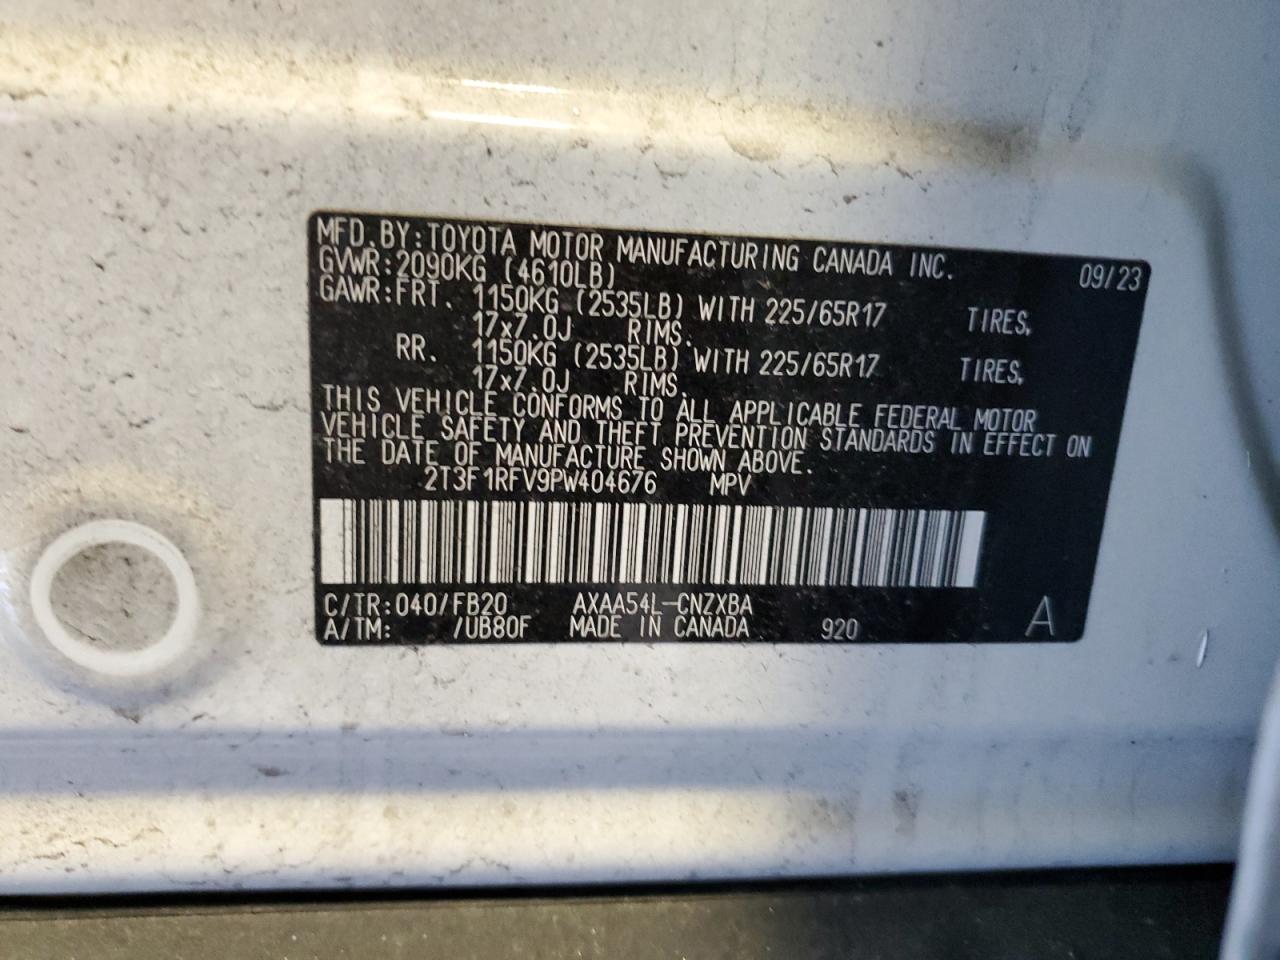 MFD.BY:TOYOTA MOTOR MANUFACTURING CANADA INC. 09/23
GVWR:2090KG (4610LB)
GAWR:FRT. 1150KG (2535LB) WITH 225/65R17 TIRES,
17x7.0J RIMS.
RR. 1150KG (2535LB) WITH 225/65R17 TIRES,
17x7.0J RIMS.
THIS VEHICLE CONFORMS TO ALL APPLICABLE FEDERAL MOTOR
VEHICLE SAFETY AND THEFT PREVENTION STANDARDS IN EFFECT ON
THE DATE OF MANUFACTURE SHOWN ABOVE.
2T3F1RFV9PW404676 MPV
C/TR:040/FB20 AXAA54L-CNZXBA
A/TM: /UB80F MADE IN CANADA 920 A